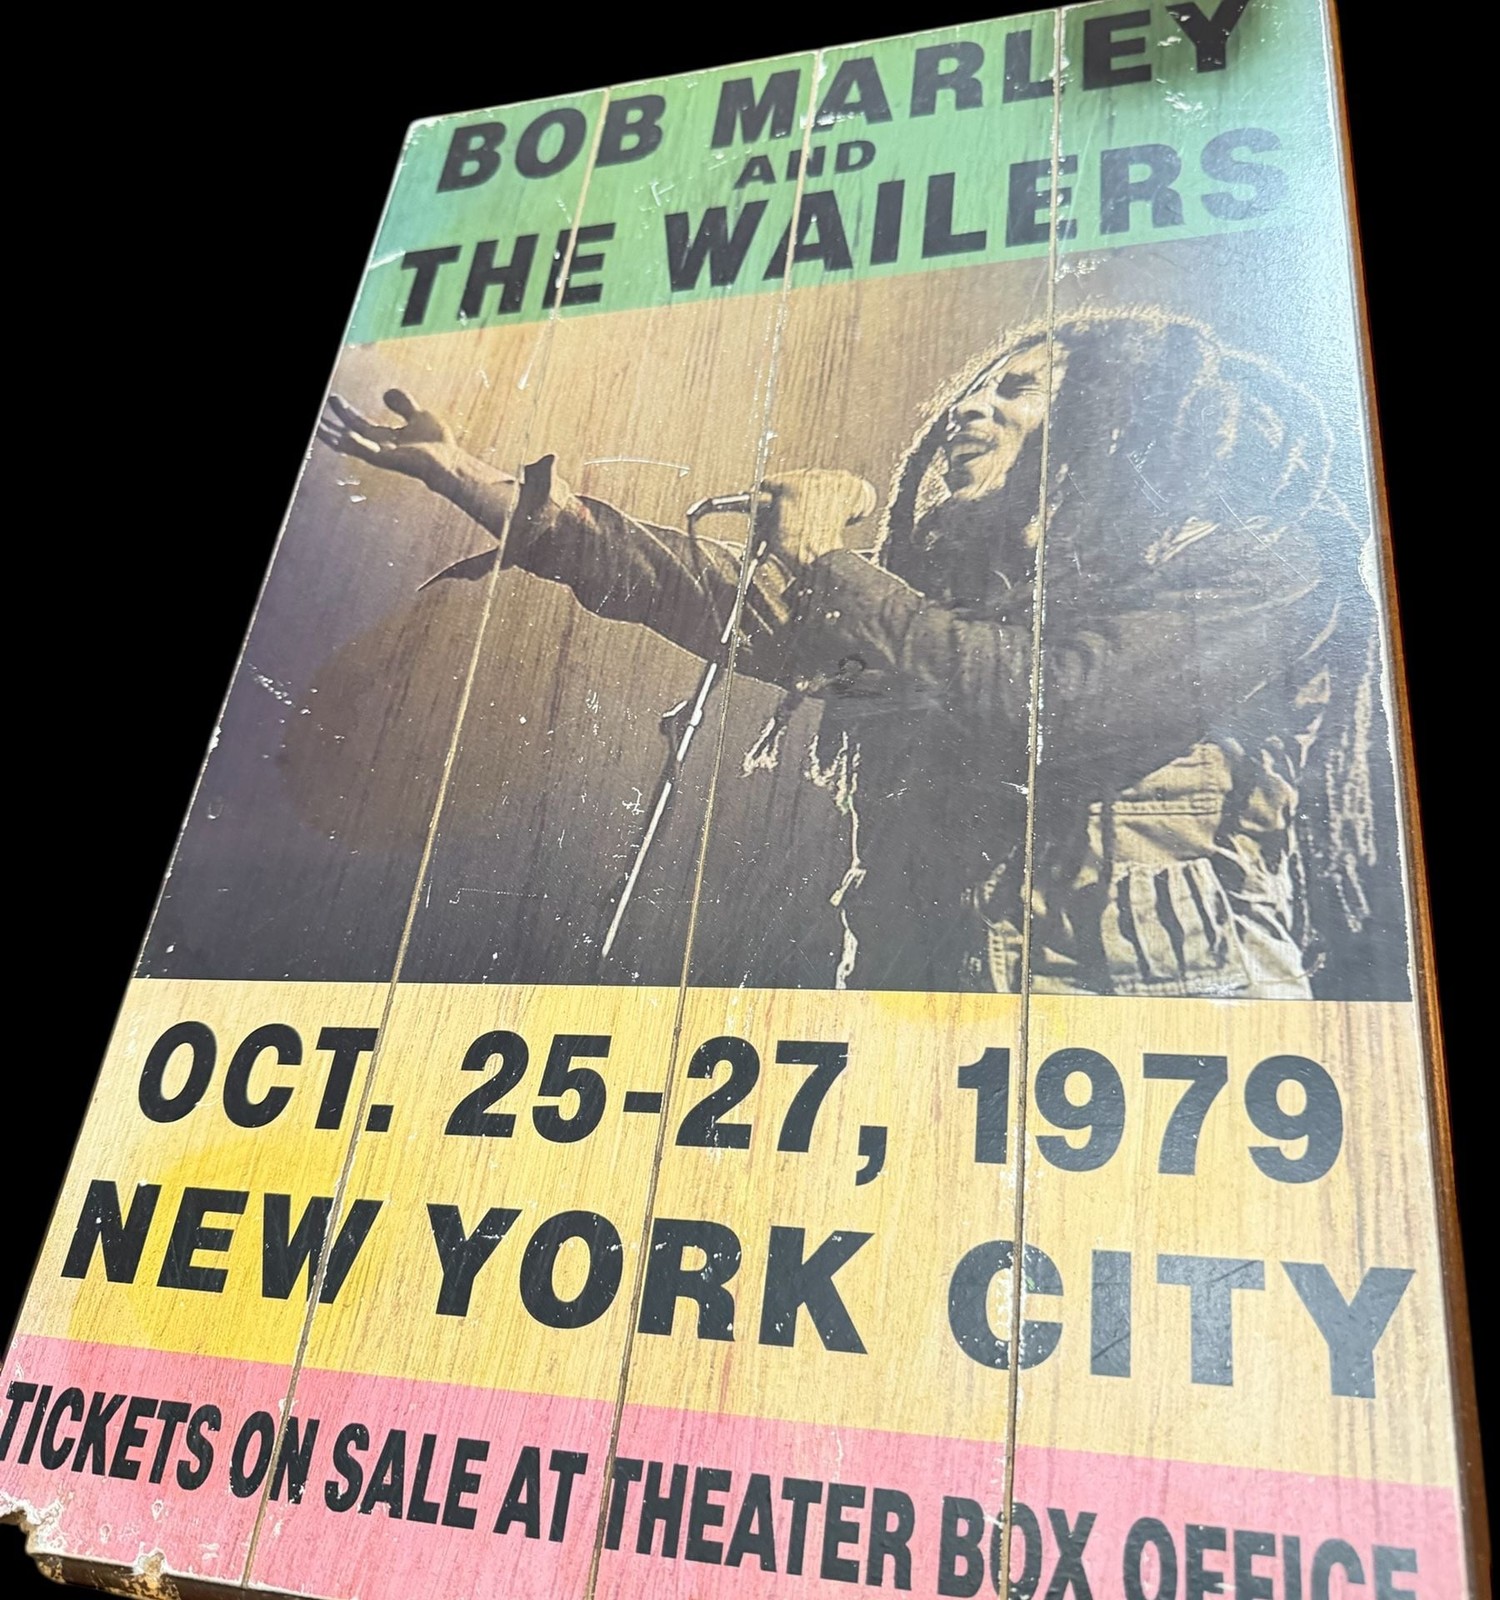 BOB MARLEY
AND
THE WAILERS
OCT. 25-27, 1979
NEW YORK CITY
TICKETS ON SALE AT THEATER BOX OFFICE